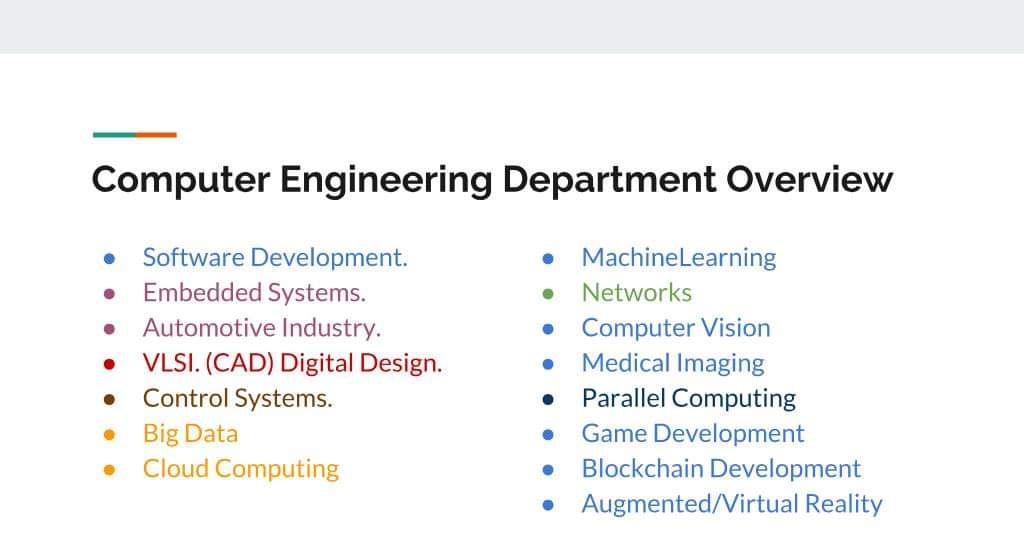 Computer Engineering Department Overview
● Software Development.
● Embedded Systems.
● Automotive Industry.
● VLSI. (CAD) Digital Design.
● Control Systems.
● Big Data
● Cloud Computing
● MachineLearning
● Networks
● Computer Vision
● Medical Imaging
● Parallel Computing
● Game Development
● Blockchain Development
● Augmented/Virtual Reality